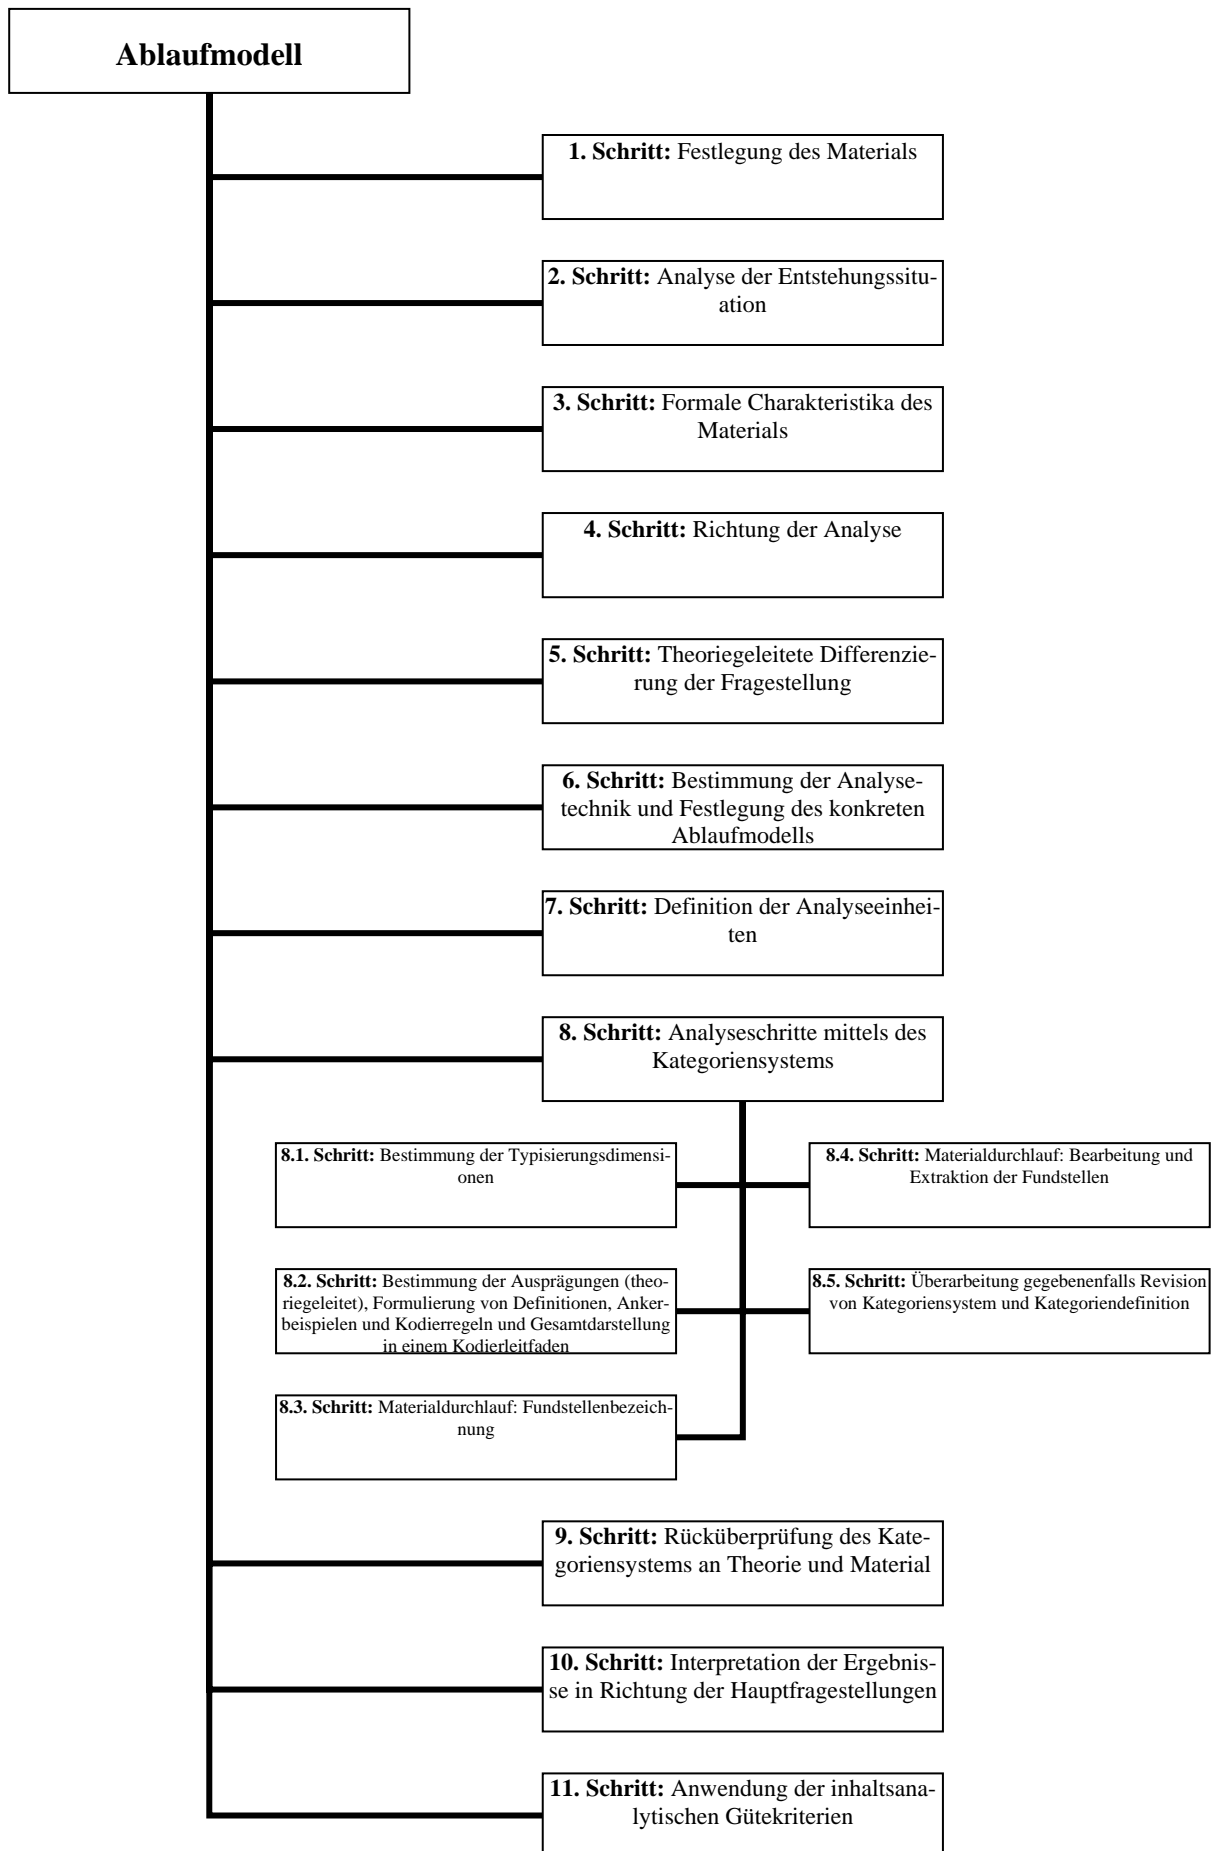 Ablaufmodell
1. Schritt: Festlegung des Materials
2. Schritt: Analyse der Entstehungssitu-
ation
3. Schritt: Formale Charakteristika des
Materials
4. Schritt: Richtung der Analyse
5. Schritt: Theoriegeleitete Differenzie-
rung der Fragestellung
6. Schritt: Bestimmung der Analyse-
technik und Festlegung des konkreten
Ablaufmodells
7. Schritt: Definition der Analyseeinhei-
ten
8. Schritt: Analyseschritte mittels des
Kategoriensystems
8.1. Schritt: Bestimmung der Typisierungsdimensi-
onen
8.2. Schritt: Bestimmung der Ausprägungen (theo-
riegeleitet), Formulierung von Definitionen, Anker-
beispielen und Kodierregeln und Gesamtdarstellung
in einem Kodierleitfaden
8.3. Schritt: Materialdurchlauf: Fundstellenbezeich-
nung
8.4. Schritt: Materialdurchlauf: Bearbeitung und
Extraktion der Fundstellen
8.5. Schritt: Überarbeitung gegebenenfalls Revision
von Kategoriensystem und Kategoriendefinition
9. Schritt: Rücküberprüfung des Kate-
goriensystems an Theorie und Material
10. Schritt: Interpretation der Ergebnis-
se in Richtung der Hauptfragestellungen
11. Schritt: Anwendung der inhaltsana-
lytischen Gütekriterien